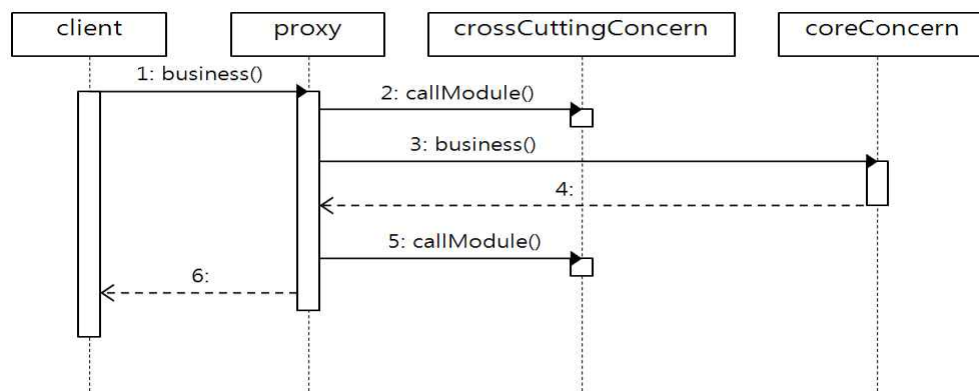 client
proxy
crossCuttingConcern
coreConcern
1: business()
2: callModule()
3: business()
4:
5: callModule()
6: